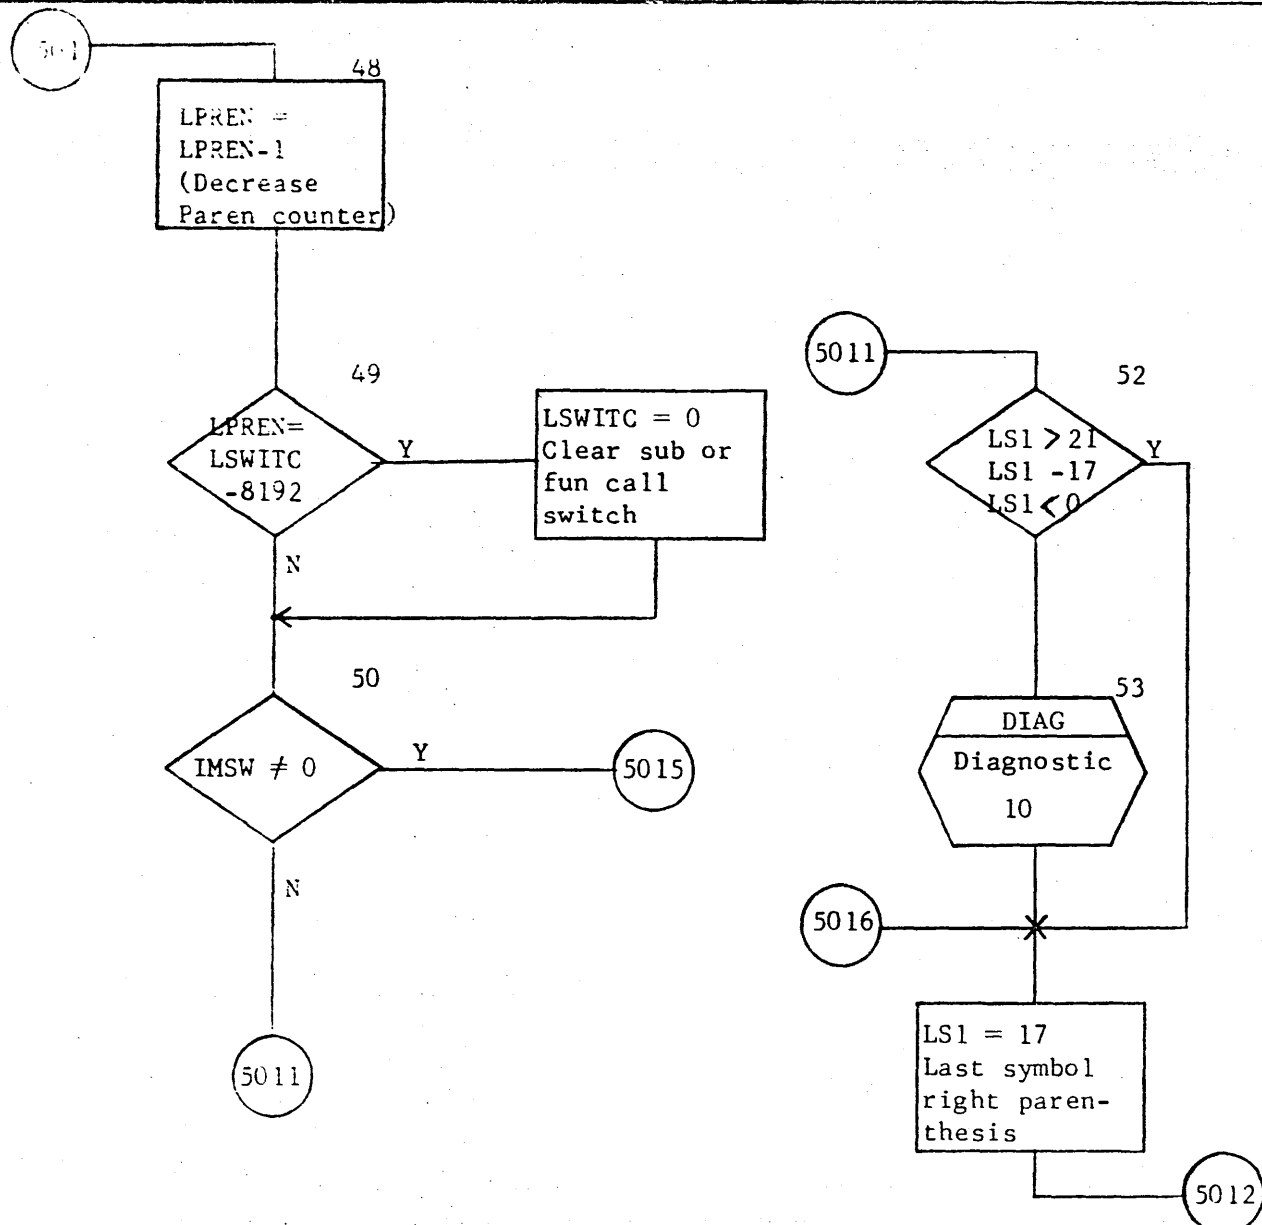 48
LPREN =
LPREN-1
(Decrease
Paren counter)
49
LPREN=
LSWITC
-8192
Y
N
LSWITC = 0
Clear sub or
fun call
switch
50
IMSW ≠ 0
Y
5015
N
5011
5011
52
LS1 > 21
LS1 -17
LS1 < 0
Y
53
DIAG
Diagnostic
10
5016
LS1 = 17
Last symbol
right paren-
thesis
5012